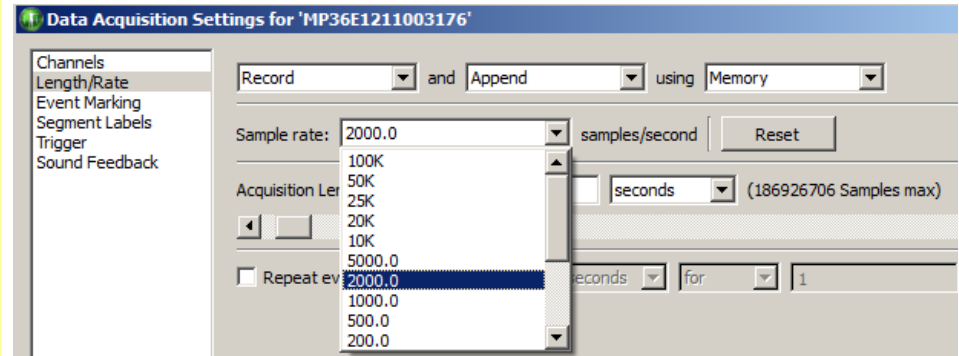 Data Acquisition Settings for 'MP36E1211003176'
Channels
Length/Rate
Event Marking
Segment Labels
Trigger
Sound Feedback
Record and Append using Memory
Sample rate: 2000.0 samples/second Reset
100K
50K
25K
20K
10K
5000.0
2000.0
1000.0
500.0
200.0
Acquisition Le seconds (186926706 Samples max)
Repeat ev seconds for 1